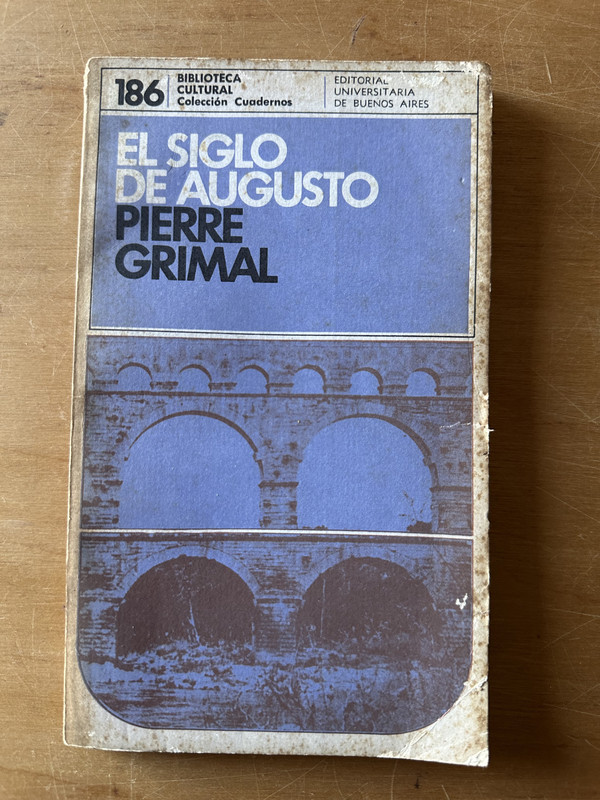 186
BIBLIOTECA
CULTURAL
Colección Cuadernos
EDITORIAL
UNIVERSITARIA
DE BUENOS AIRES
EL SIGLO
DE AUGUSTO
PIERRE
GRIMAL